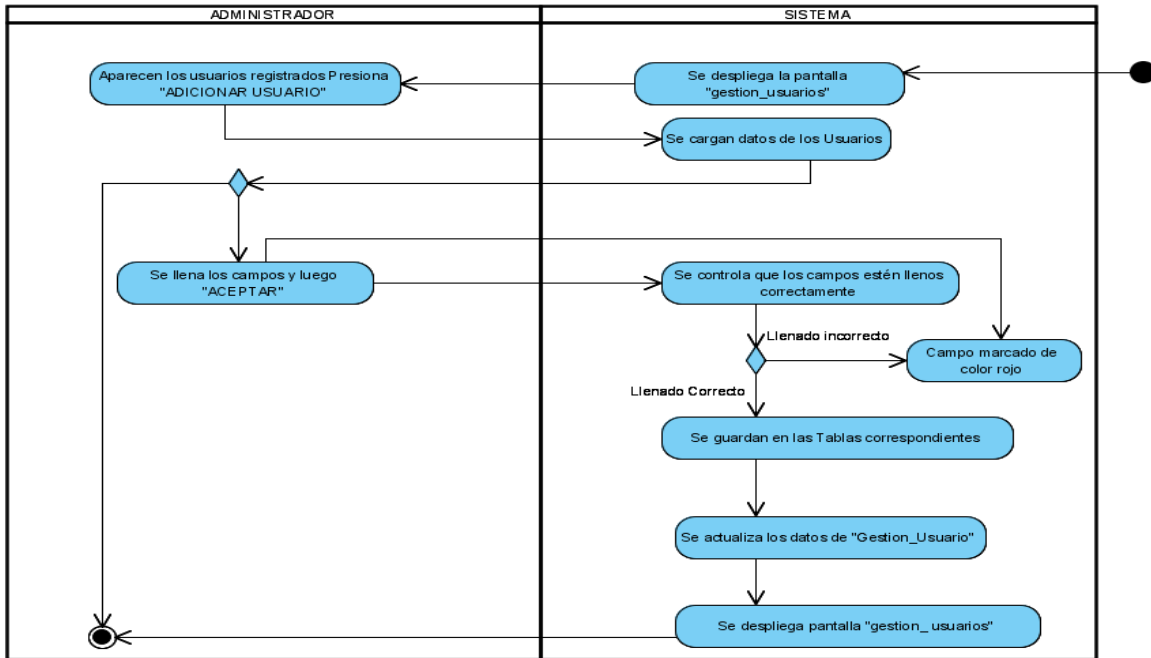 ADMINISTRADOR
SISTEMA
Aparecen los usuarios registrados Presiona
"ADICIONAR USUARIO"
Se despliega la pantalla
"gestion_usuarios"
Se cargan datos de los Usuarios
Se llena los campos y luego
"ACEPTAR"
Se controla que los campos estén llenos
correctamente
Llenado incorrecto
Campo marcado de
color rojo
Llenado Correcto
Se guardan en las Tablas correspondientes
Se actualiza los datos de "Gestion_Usuario"
Se despliega pantalla "gestion_ usuarios"